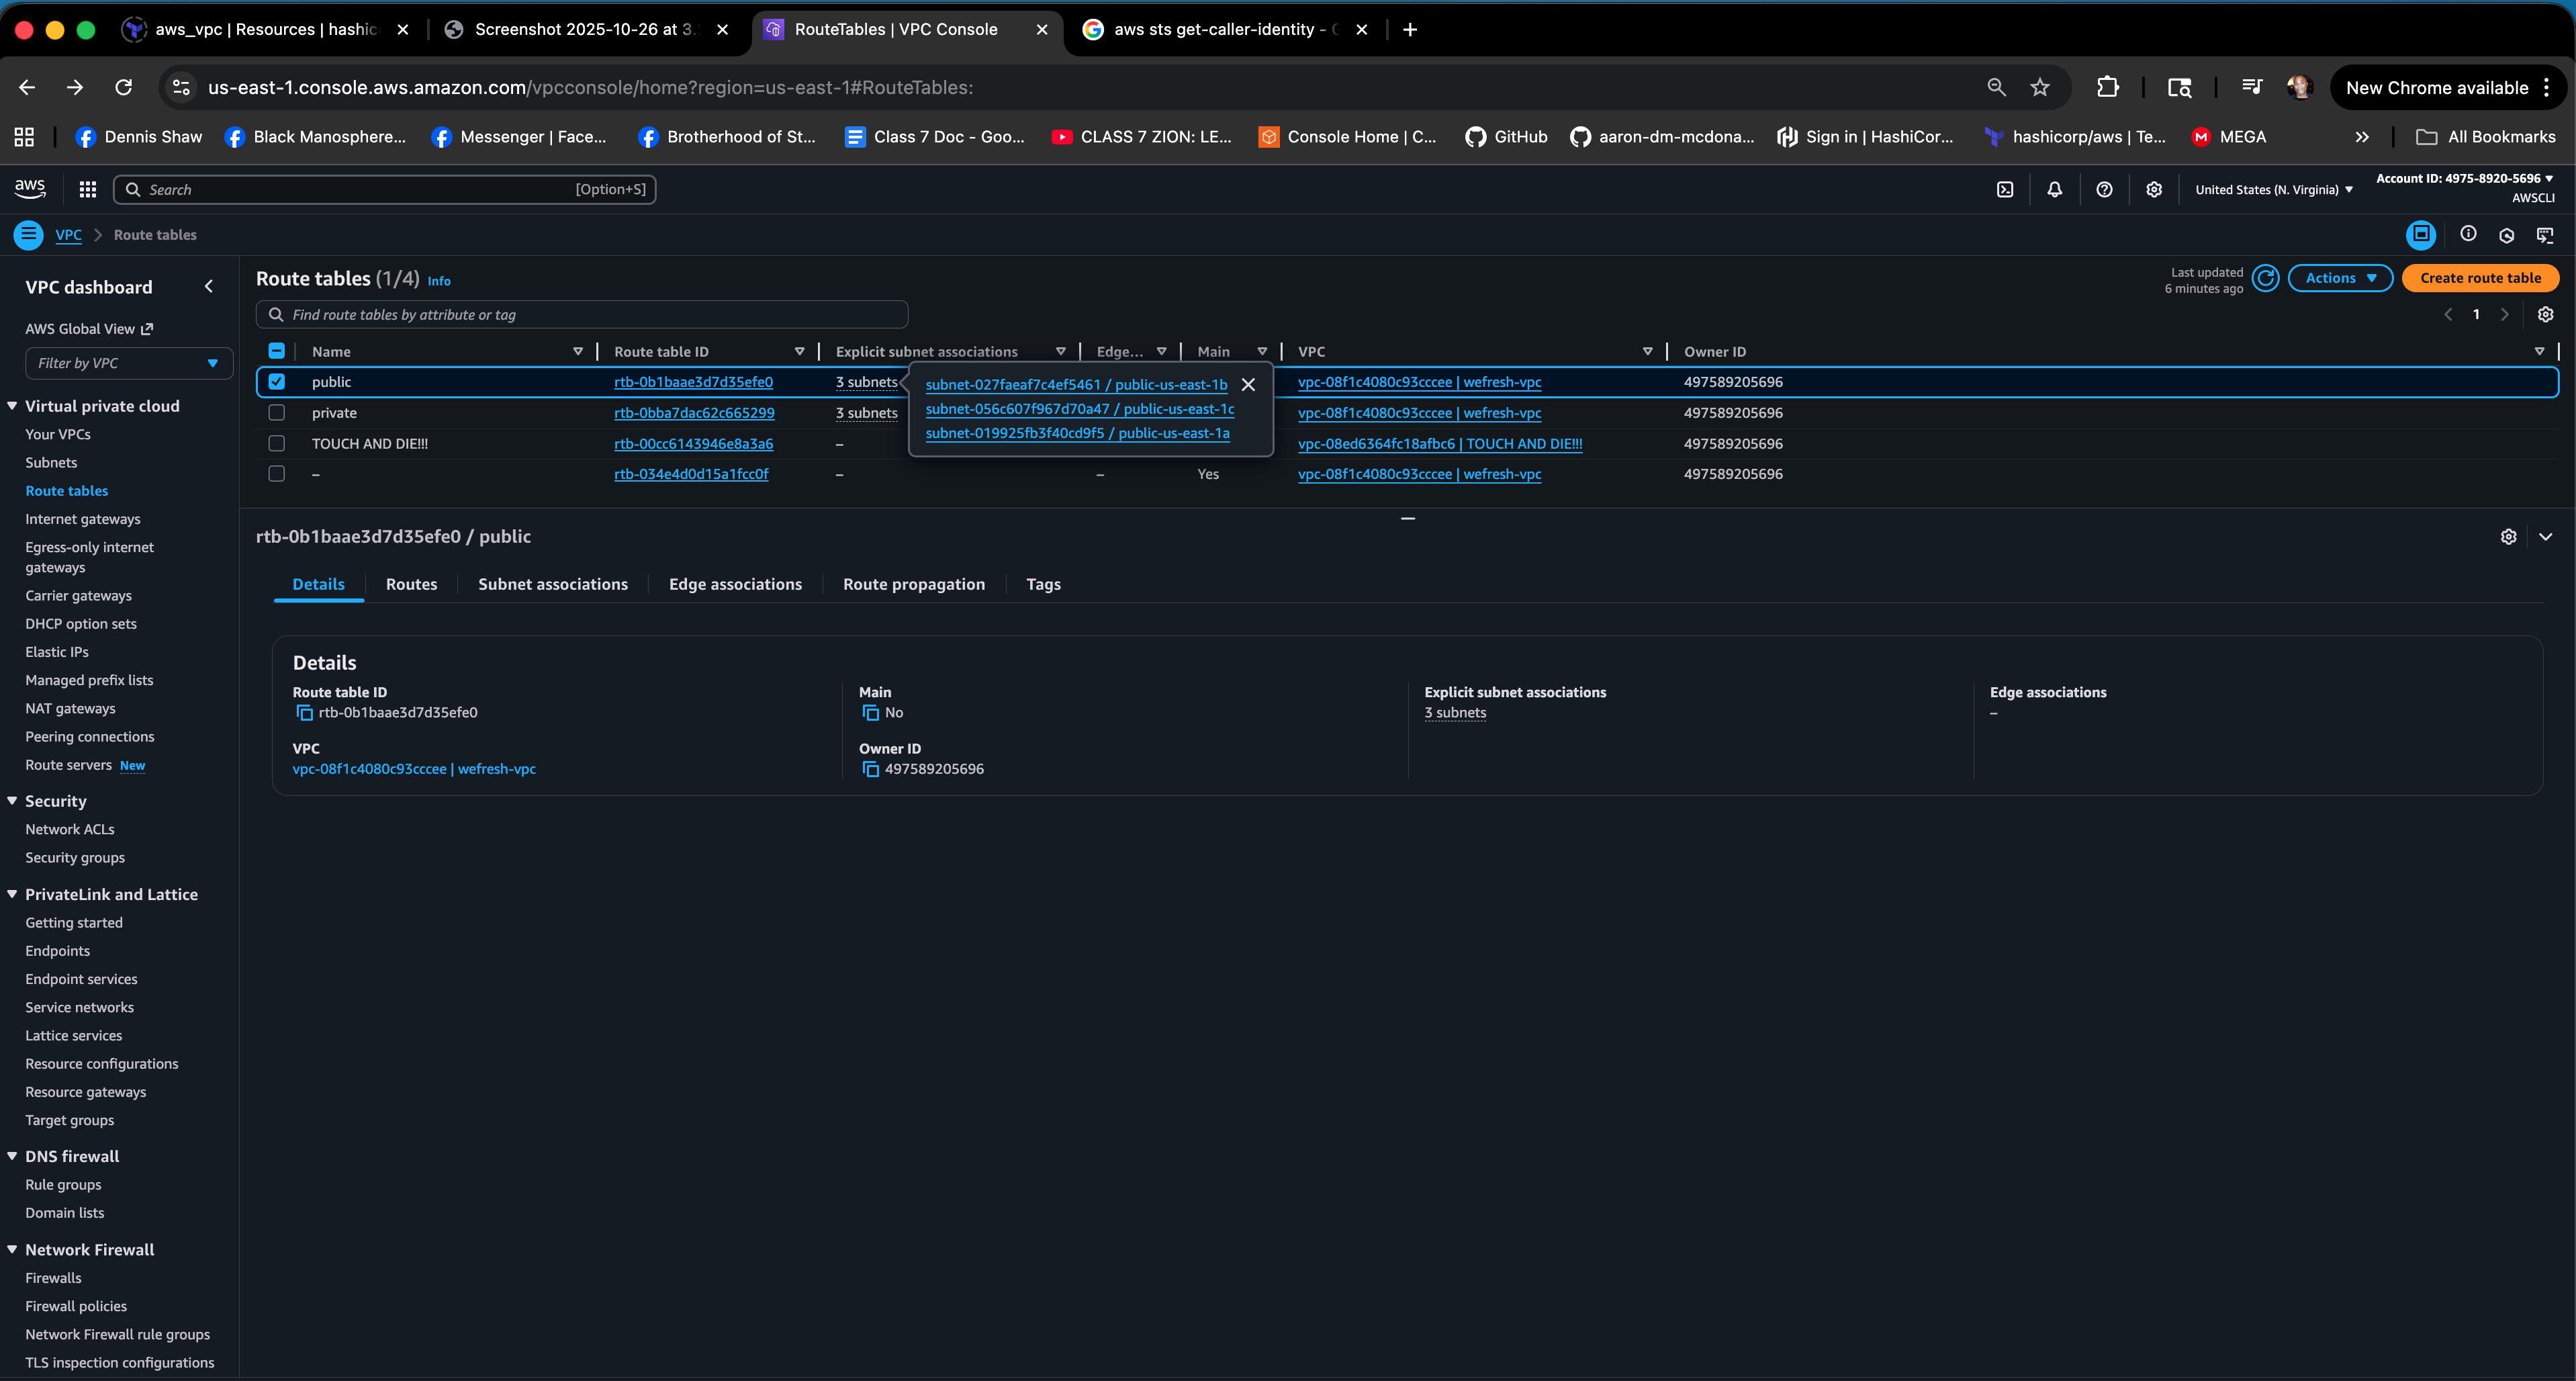 aws_vpc | Resources | hashic
Screenshot 2025-10-26 at 3.
RouteTables | VPC Console
aws sts get-caller-identity - G
us-east-1.console.aws.amazon.com/vpcconsole/home?region=us-east-1#RouteTables:
New Chrome available
Dennis Shaw
Black Manosphere...
Messenger | Face...
Brotherhood of St...
Class 7 Doc - Goo...
CLASS 7 ZION: LE...
Console Home | C...
GitHub
aaron-dm-mcdona...
Sign in | HashiCor...
hashicorp/aws | Te...
MEGA
All Bookmarks
aws
Search
[Option+S]
United States (N. Virginia)
Account ID: 4975-8920-5696
AWSCLI
VPC
Route tables
VPC dashboard
AWS Global View
Filter by VPC
Virtual private cloud
Your VPCs
Subnets
Route tables
Internet gateways
Egress-only internet
gateways
Carrier gateways
DHCP option sets
Elastic IPs
Managed prefix lists
NAT gateways
Peering connections
Route servers New
Security
Network ACLs
Security groups
PrivateLink and Lattice
Getting started
Endpoints
Endpoint services
Service networks
Lattice services
Resource configurations
Resource gateways
Target groups
DNS firewall
Rule groups
Domain lists
Network Firewall
Firewalls
Firewall policies
Network Firewall rule groups
TLS inspection configurations
Route tables (1/4) Info
Last updated
6 minutes ago
Actions
Create route table
Find route tables by attribute or tag
1
Name Route table ID Explicit subnet associations Edge... Main VPC Owner ID
public rtb-0b1baae3d7d35efe0 3 subnets vpc-08f1c4080c93cccee | wefresh-vpc 497589205696
private rtb-0bba7dac62c665299 3 subnets vpc-08f1c4080c93cccee | wefresh-vpc 497589205696
TOUCH AND DIE!!! rtb-00cc6143946e8a3a6 – vpc-08ed6364fc18afbc6 | TOUCH AND DIE!!! 497589205696
– rtb-034e4d0d15a1fcc0f – – Yes vpc-08f1c4080c93cccee | wefresh-vpc 497589205696
subnet-027faeaf7c4ef5461 / public-us-east-1b
subnet-056c607f967d70a47 / public-us-east-1c
subnet-019925fb3f40cd9f5 / public-us-east-1a
rtb-0b1baae3d7d35efe0 / public
Details
Routes
Subnet associations
Edge associations
Route propagation
Tags
Details
Route table ID
rtb-0b1baae3d7d35efe0
VPC
vpc-08f1c4080c93cccee | wefresh-vpc
Main
No
Owner ID
497589205696
Explicit subnet associations
3 subnets
Edge associations
–